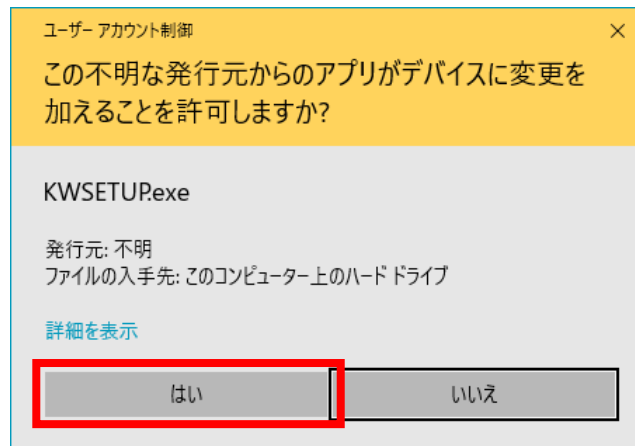 ユーザー アカウント制御
この不明な発行元からのアプリがデバイスに変更を
加えることを許可しますか?
KWSETUP.exe
発行元: 不明
ファイルの入手先: このコンピューター上のハード ドライブ
詳細を表示
はい
いいえ